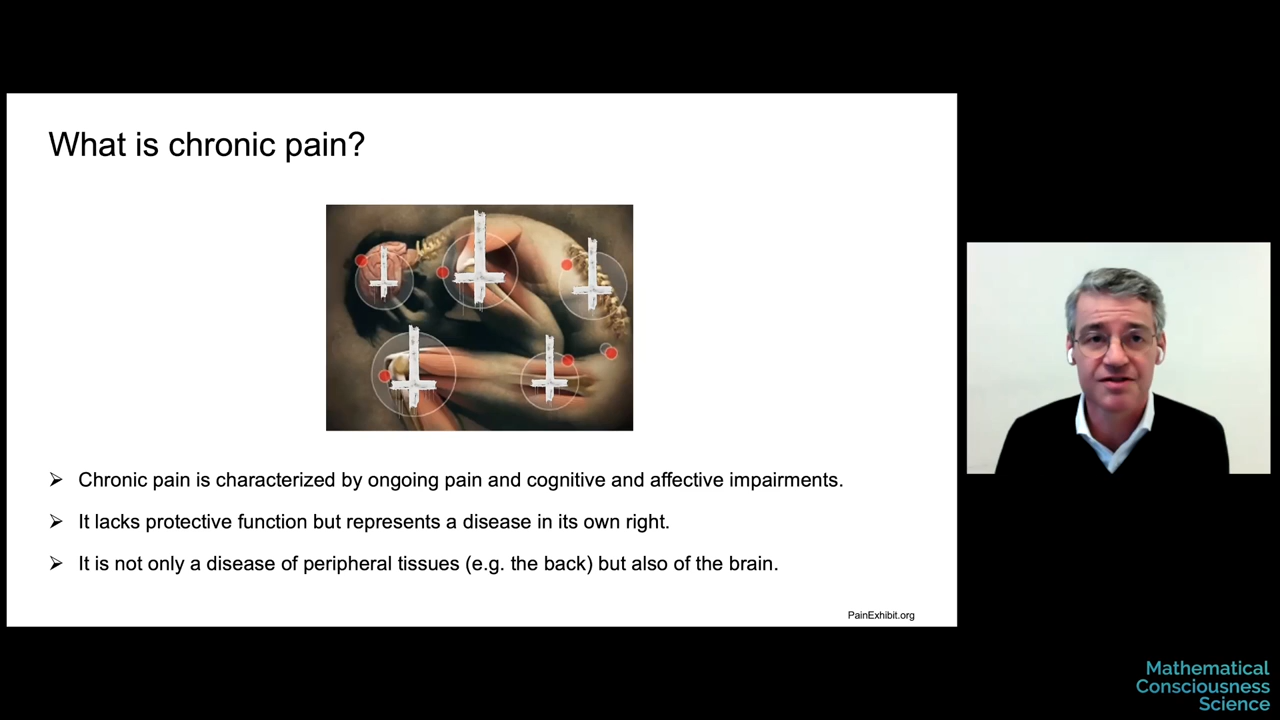 What is chronic pain?
➢ Chronic pain is characterized by ongoing pain and cognitive and affective impairments.
➢ It lacks protective function but represents a disease in its own right.
➢ It is not only a disease of peripheral tissues (e.g. the back) but also of the brain.
PainExhibit.org
Mathematical
Consciousness
Science